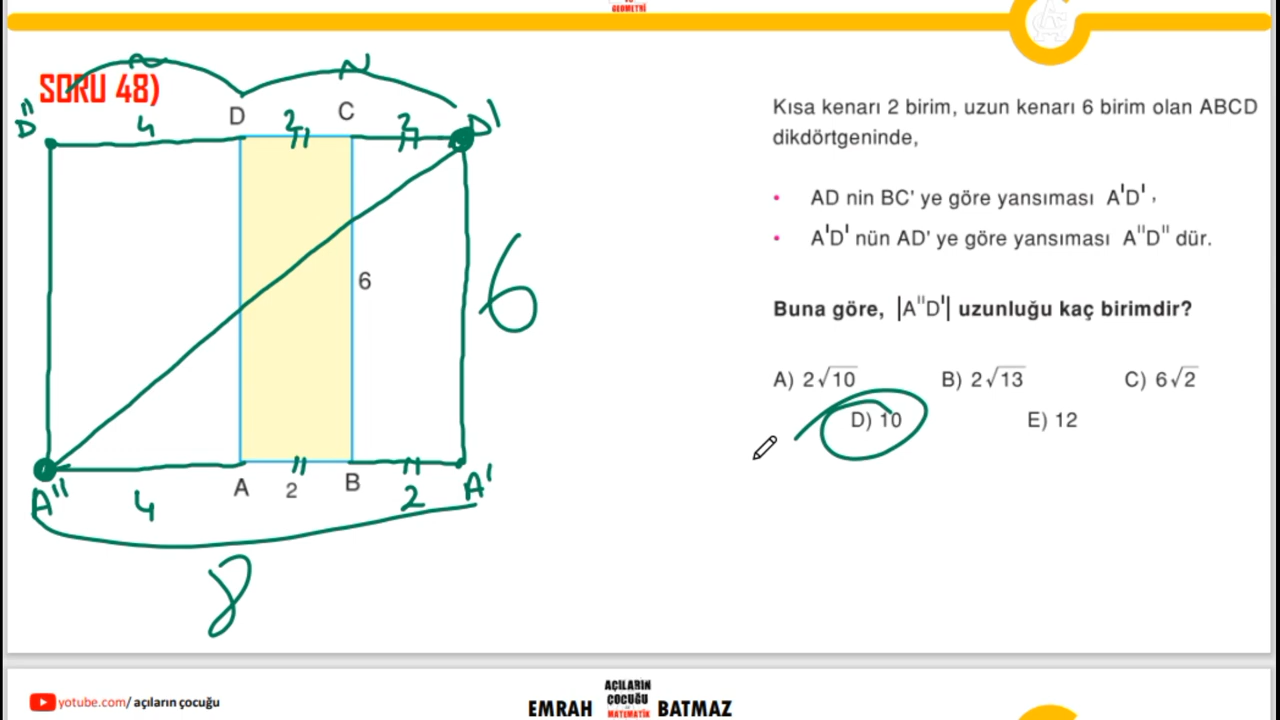 GEOMETRİ
SORU 48)
D" 4 D 2 C 2 D'
6
6
A" 4 A 2 B 2 A'
8
Kısa kenarı 2 birim, uzun kenarı 6 birim olan ABCD
dikdörtgeninde,
• AD nin BC' ye göre yansıması A'D' ,
• A'D' nün AD' ye göre yansıması A"D" dür.
Buna göre, |A"D'| uzunluğu kaç birimdir?
A) 2√10 B) 2√13 C) 6√2
D) 10 E) 12
yotube.com/ açıların çocuğu
EMRAH
AÇILARIN
ÇOCUĞU
MATEMATİK
BATMAZ